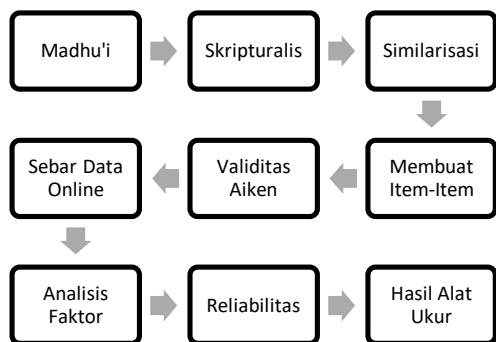 Madhu'i
Skripturalis
Similarisasi
Membuat
Item-Item
Validitas
Aiken
Sebar Data
Online
Analisis
Faktor
Reliabilitas
Hasil Alat
Ukur